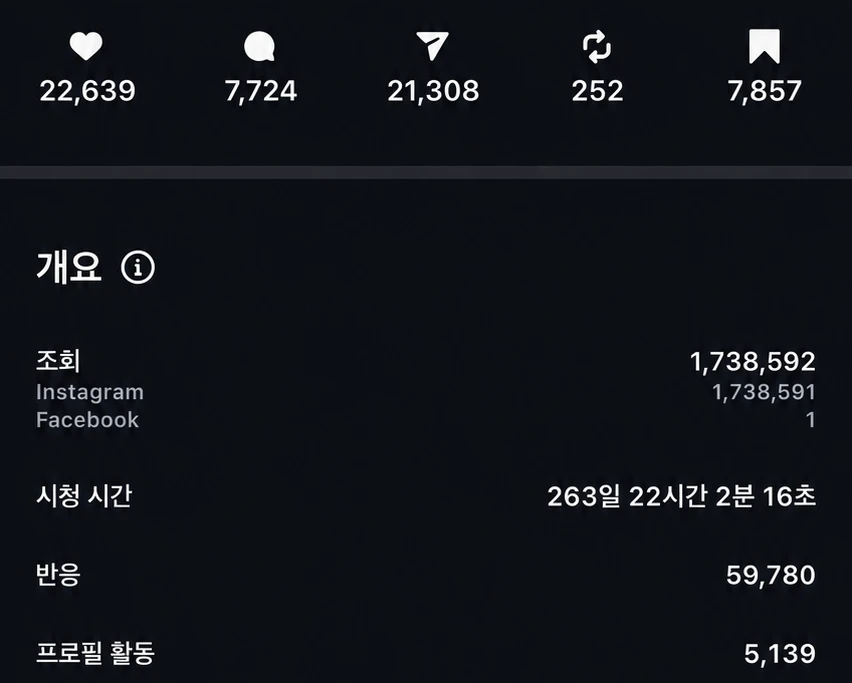 22,639 7,724 21,308 252 7,857
개요
조회 1,738,592
Instagram 1,738,591
Facebook 1
시청 시간 263일 22시간 2분 16초
반응 59,780
프로필 활동 5,139